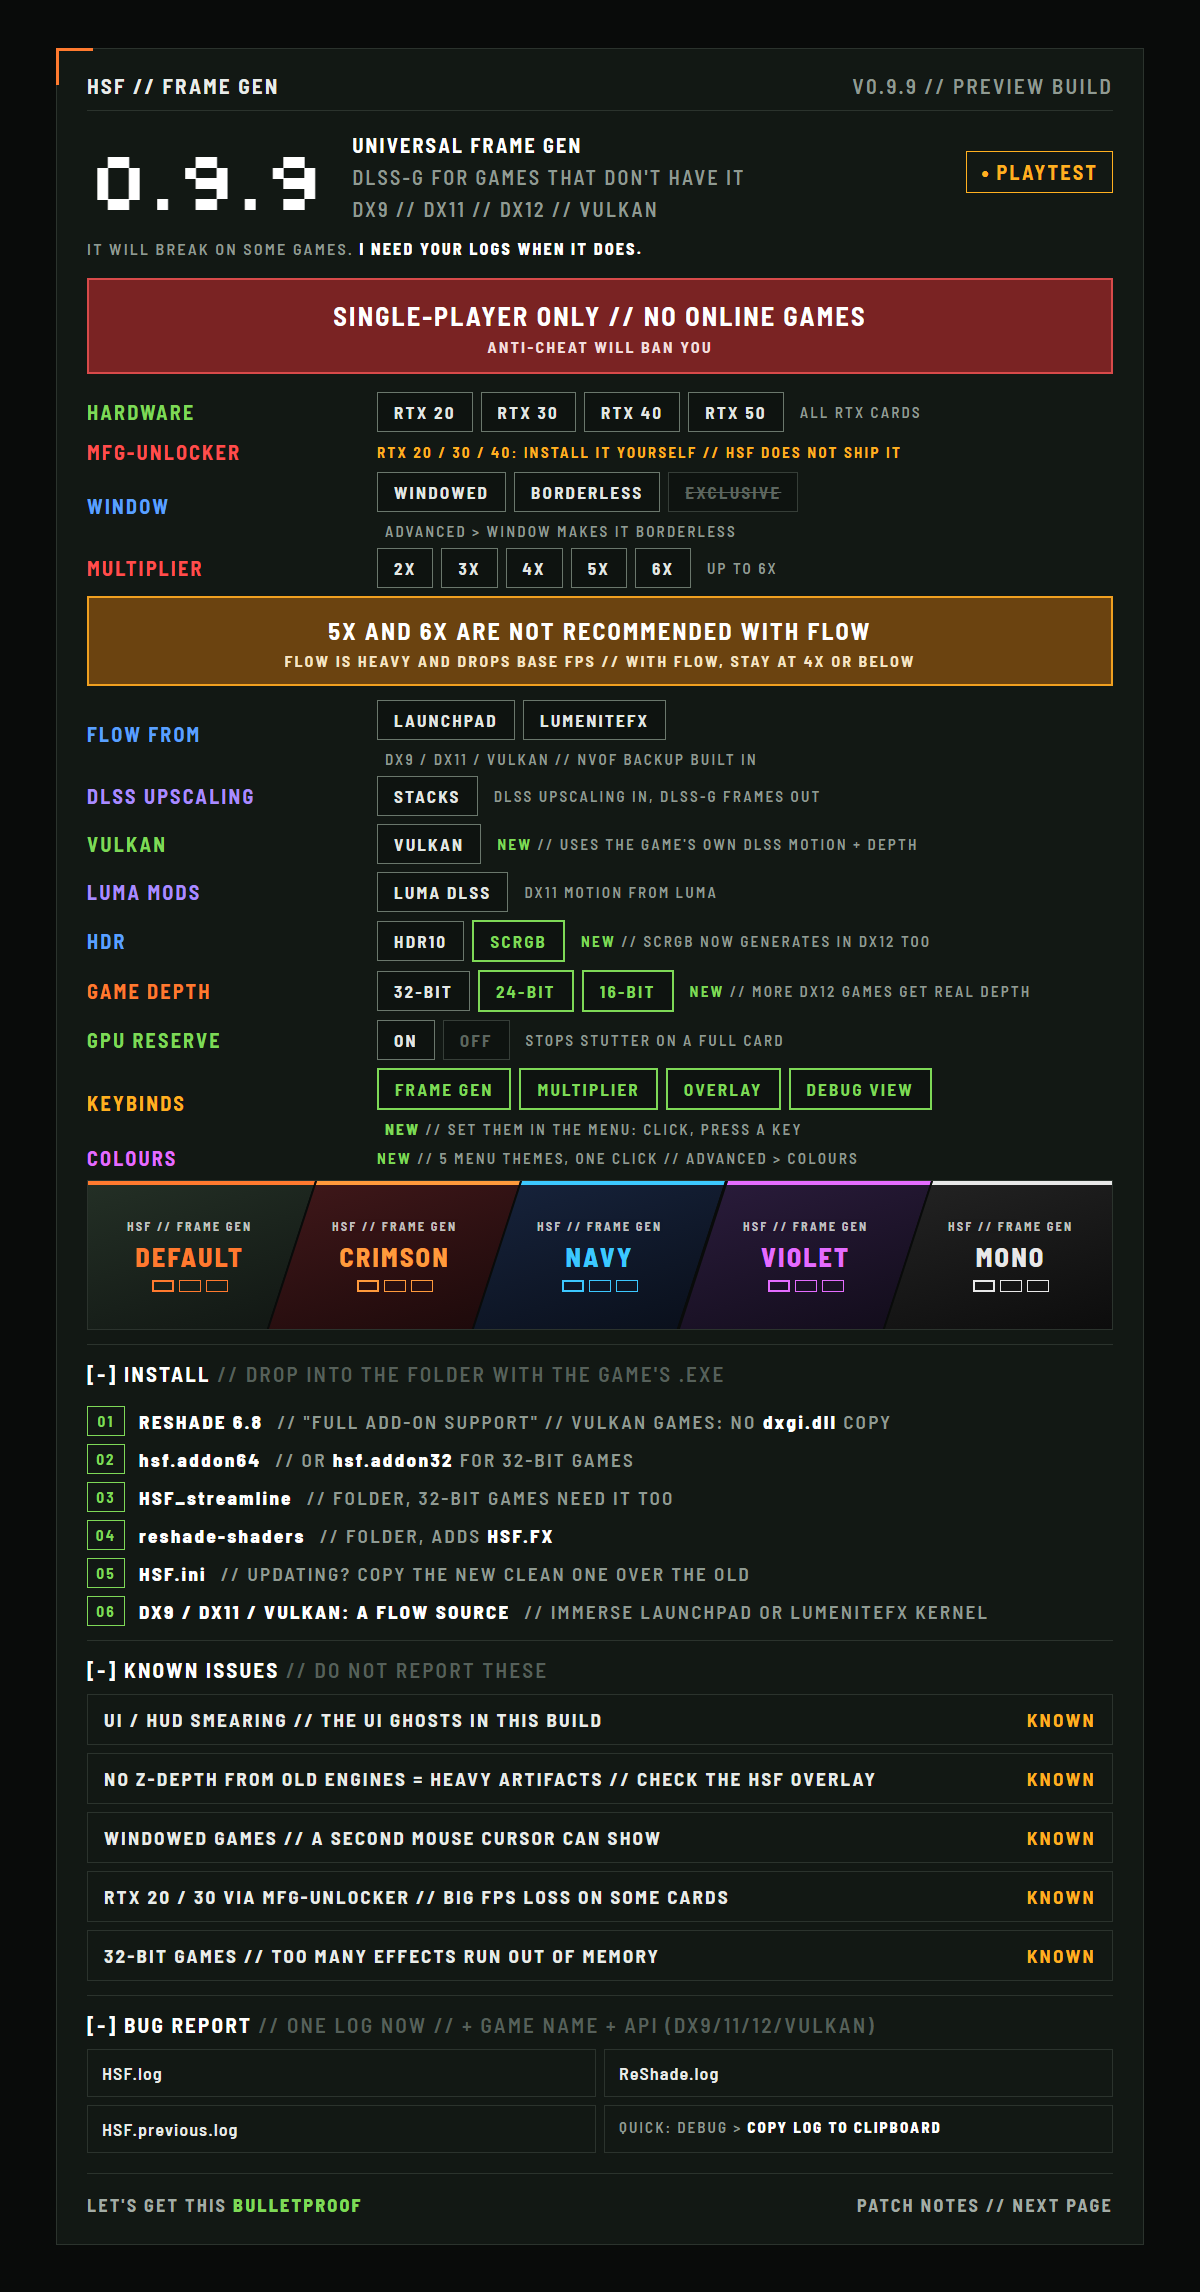 HSF // FRAME GEN
V0.9.9 // PREVIEW BUILD
0.9.9
UNIVERSAL FRAME GEN
DLSS-G FOR GAMES THAT DON'T HAVE IT
DX9 // DX11 // DX12 // VULKAN
• PLAYTEST
IT WILL BREAK ON SOME GAMES. I NEED YOUR LOGS WHEN IT DOES.
SINGLE-PLAYER ONLY // NO ONLINE GAMES
ANTI-CHEAT WILL BAN YOU
HARDWARE RTX 20 RTX 30 RTX 40 RTX 50 ALL RTX CARDS
MFG-UNLOCKER RTX 20 / 30 / 40: INSTALL IT YOURSELF // HSF DOES NOT SHIP IT
WINDOW WINDOWED BORDERLESS EXCLUSIVE
ADVANCED > WINDOW MAKES IT BORDERLESS
MULTIPLIER 2X 3X 4X 5X 6X UP TO 6X
5X AND 6X ARE NOT RECOMMENDED WITH FLOW
FLOW IS HEAVY AND DROPS BASE FPS // WITH FLOW, STAY AT 4X OR BELOW
FLOW FROM LAUNCHPAD LUMENITEFX
DX9 / DX11 / VULKAN // NVOF BACKUP BUILT IN
DLSS UPSCALING STACKS DLSS UPSCALING IN, DLSS-G FRAMES OUT
VULKAN VULKAN NEW // USES THE GAME'S OWN DLSS MOTION + DEPTH
LUMA MODS LUMA DLSS DX11 MOTION FROM LUMA
HDR HDR10 SCRGB NEW // SCRGB NOW GENERATES IN DX12 TOO
GAME DEPTH 32-BIT 24-BIT 16-BIT NEW // MORE DX12 GAMES GET REAL DEPTH
GPU RESERVE ON OFF STOPS STUTTER ON A FULL CARD
KEYBINDS FRAME GEN MULTIPLIER OVERLAY DEBUG VIEW
NEW // SET THEM IN THE MENU: CLICK, PRESS A KEY
COLOURS NEW // 5 MENU THEMES, ONE CLICK // ADVANCED > COLOURS
HSF // FRAME GEN HSF // FRAME GEN HSF // FRAME GEN HSF // FRAME GEN HSF // FRAME GEN
DEFAULT CRIMSON NAVY VIOLET MONO
[-] INSTALL // DROP INTO THE FOLDER WITH THE GAME'S .EXE
01 RESHADE 6.8 // "FULL ADD-ON SUPPORT" // VULKAN GAMES: NO dxgi.dll COPY
02 hsf.addon64 // OR hsf.addon32 FOR 32-BIT GAMES
03 HSF_streamline // FOLDER, 32-BIT GAMES NEED IT TOO
04 reshade-shaders // FOLDER, ADDS HSF.FX
05 HSF.ini // UPDATING? COPY THE NEW CLEAN ONE OVER THE OLD
06 DX9 / DX11 / VULKAN: A FLOW SOURCE // IMMERSE LAUNCHPAD OR LUMENITEFX KERNEL
[-] KNOWN ISSUES // DO NOT REPORT THESE
UI / HUD SMEARING // THE UI GHOSTS IN THIS BUILD KNOWN
NO Z-DEPTH FROM OLD ENGINES = HEAVY ARTIFACTS // CHECK THE HSF OVERLAY KNOWN
WINDOWED GAMES // A SECOND MOUSE CURSOR CAN SHOW KNOWN
RTX 20 / 30 VIA MFG-UNLOCKER // BIG FPS LOSS ON SOME CARDS KNOWN
32-BIT GAMES // TOO MANY EFFECTS RUN OUT OF MEMORY KNOWN
[-] BUG REPORT // ONE LOG NOW // + GAME NAME + API (DX9/11/12/VULKAN)
HSF.log ReShade.log
HSF.previous.log QUICK: DEBUG > COPY LOG TO CLIPBOARD
LET'S GET THIS BULLETPROOF
PATCH NOTES // NEXT PAGE